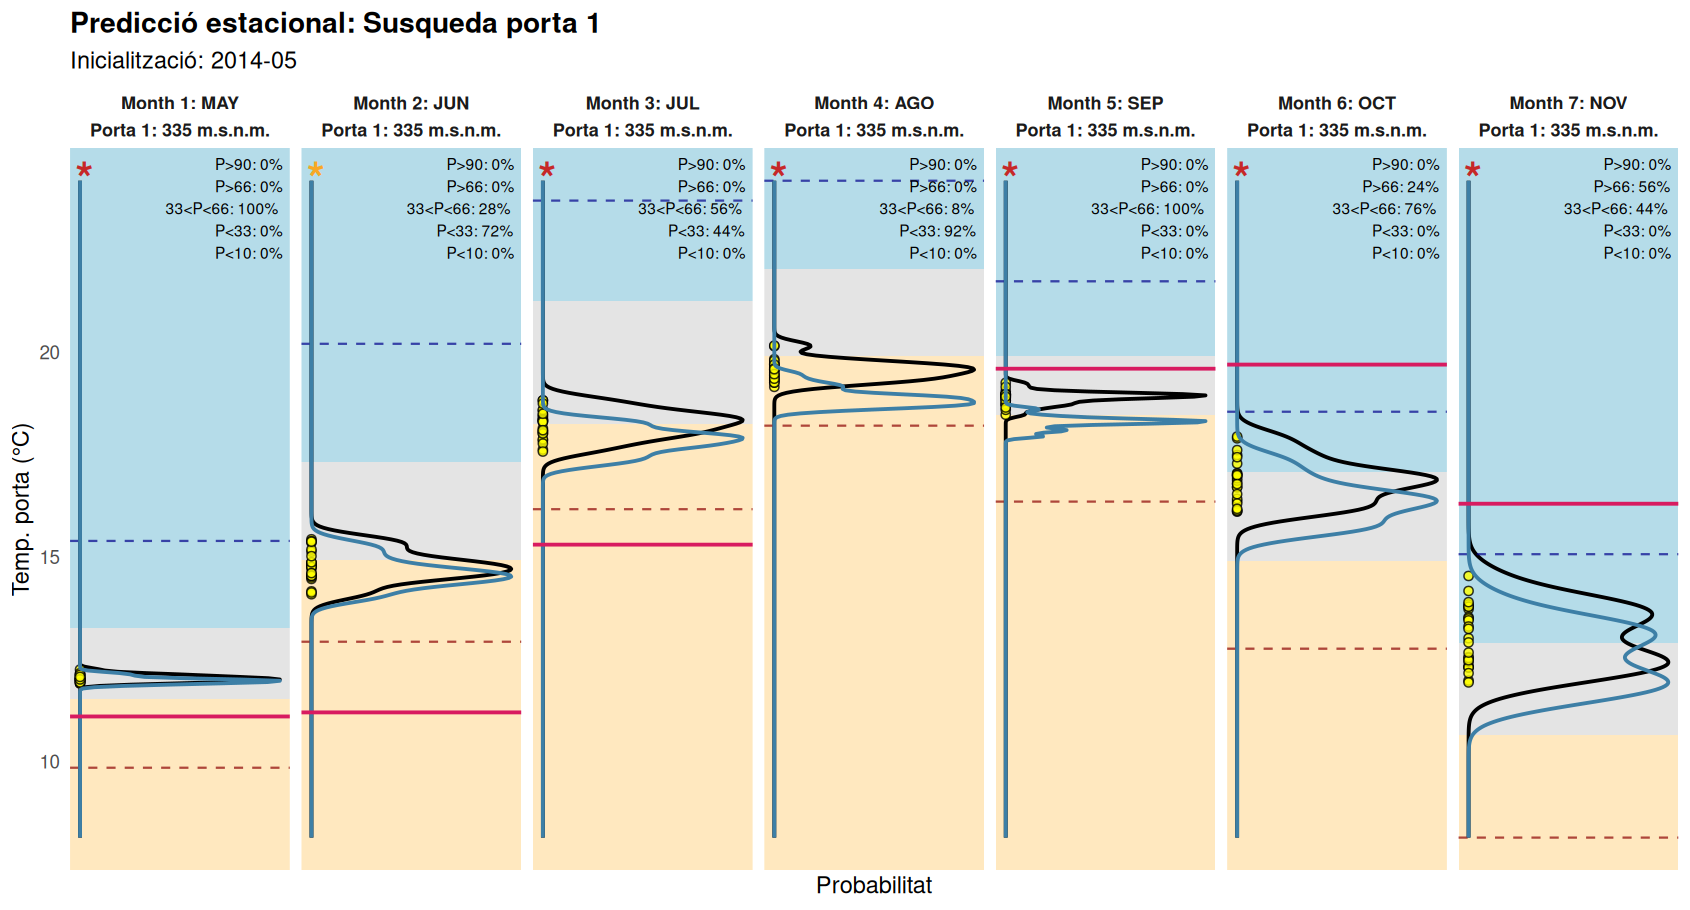 Predicció estacional: Susqueda porta 1
Inicialització: 2014-05
Month 1: MAY
Porta 1: 335 m.s.n.m.
Month 2: JUN
Porta 1: 335 m.s.n.m.
Month 3: JUL
Porta 1: 335 m.s.n.m.
Month 4: AGO
Porta 1: 335 m.s.n.m.
Month 5: SEP
Porta 1: 335 m.s.n.m.
Month 6: OCT
Porta 1: 335 m.s.n.m.
Month 7: NOV
Porta 1: 335 m.s.n.m.
*
P>90: 0%
P>66: 0%
33<P<66: 100%
P<33: 0%
P<10: 0%
*
P>90: 0%
P>66: 0%
33<P<66: 28%
P<33: 72%
P<10: 0%
*
P>90: 0%
P>66: 0%
33<P<66: 56%
P<33: 44%
P<10: 0%
*
P>90: 0%
P>66: 0%
33<P<66: 8%
P<33: 92%
P<10: 0%
*
P>90: 0%
P>66: 0%
33<P<66: 100%
P<33: 0%
P<10: 0%
*
P>90: 0%
P>66: 24%
33<P<66: 76%
P<33: 0%
P<10: 0%
*
P>90: 0%
P>66: 56%
33<P<66: 44%
P<33: 0%
P<10: 0%
20
15
10
Temp. porta (°C)
Probabilitat